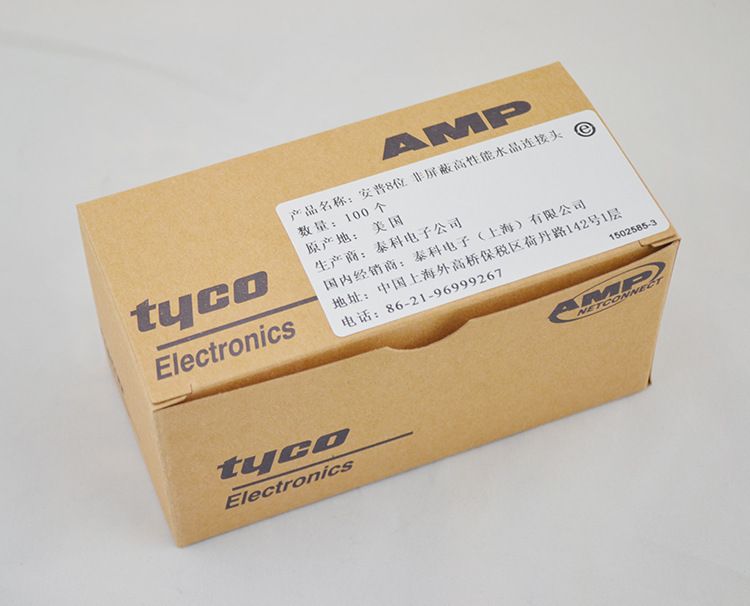 AMP
产品名称：安普8位 非屏蔽高性能水晶连接头
数量：100 个
原产地： 美国
生产商：泰科电子公司
国内经销商：泰科电子（上海）有限公司
地址：中国上海外高桥保税区荷丹路142号1层
电话：86-21-96999267
e
1502585-3
tyco
Electronics
AMP
NETCONNECT
tyco
Electronics